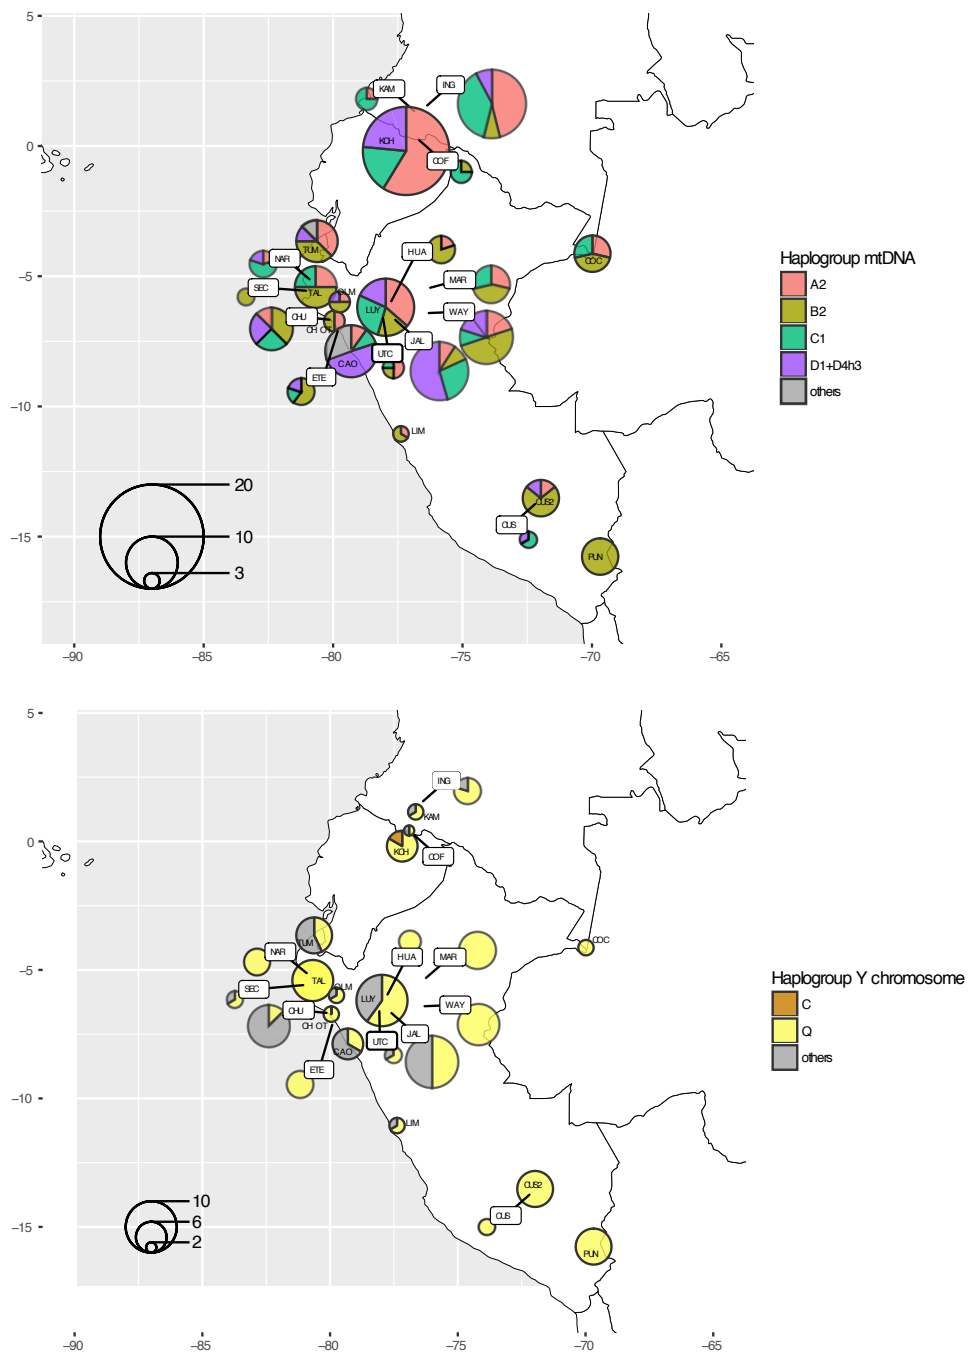 5
0
−5
−10
−15
−90
−85
−80
−75
−70
−65
KAM
ING
KCH
COF
TUM
NAR
HUA
COC
SEC
TAL
OLM
MAR
LUY
WAY
CHU
CH OT
JAL
UTC
CAO
ETE
LIM
CUS2
CUS
PUN
20
10
3
Haplogroup mtDNA
A2
B2
C1
D1+D4h3
others
5
0
−5
−10
−15
−90
−85
−80
−75
−70
−65
ING
KAM
KCH
COF
TUM
NAR
HUA
MAR
COC
SEC
TAL
OLM
LUY
WAY
CHU
CH OT
JAL
UTC
CAO
ETE
LIM
CUS2
CUS
PUN
10
6
2
Haplogroup Y chromosome
C
Q
others